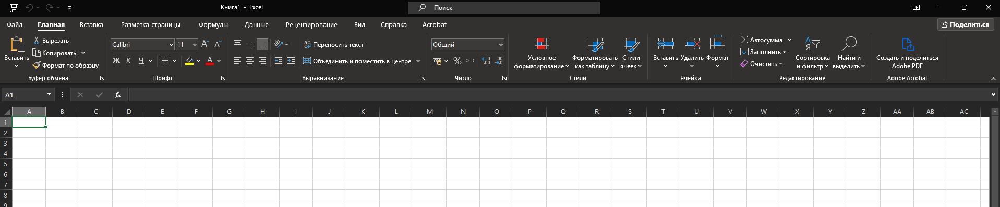 Книга1 - Excel
Поиск
Файл Главная Вставка Разметка страницы Формулы Данные Рецензирование Вид Справка Acrobat Поделиться
Вставить
Вырезать
Копировать
Формат по образцу
Буфер обмена
Calibri 11
Ж К Ч
Шрифт
Переносить текст
Объединить и поместить в центре
Выравнивание
Общий
% 000
Число
Условное
форматирование
Форматировать
как таблицу
Стили
ячеек
Стили
Вставить Удалить Формат
Ячейки
Автосумма
Заполнить
Очистить
Сортировка
и фильтр
Найти и
выделить
Редактирование
Создать и поделиться
Adobe PDF
Adobe Acrobat
A1
fx
A B C D E F G H I J K L M N O P Q R S T U V W X Y Z AA AB AC
1
2
3
4
5
6
7
8
9